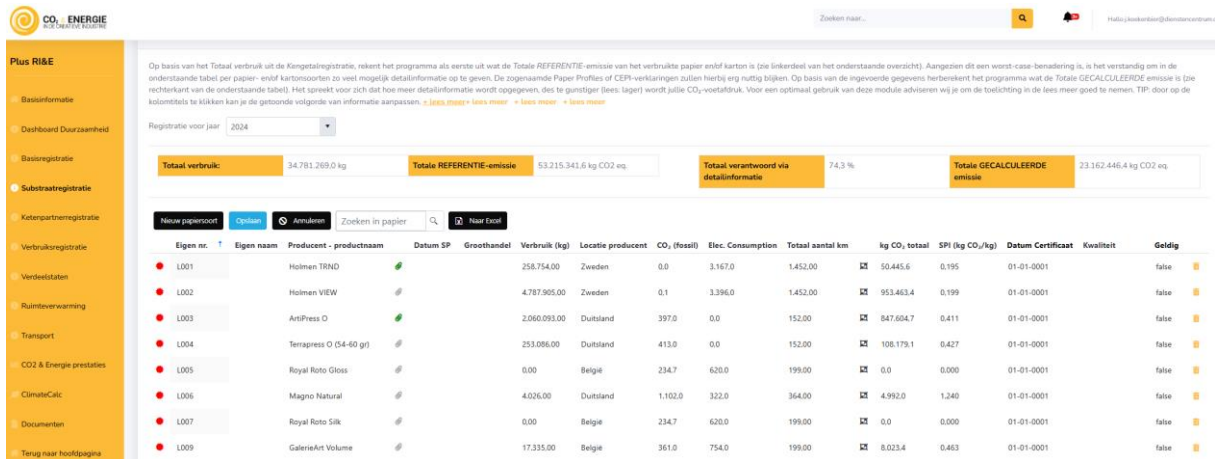 CO₂ & ENERGIE
IN DE CREATIEVE INDUSTRIE
Zoeken naar...
Plus RI&E
Basisinformatie
Dashboard Duurzaamheid
Basisregistratie
Substraatregistratie
Ketenpartnerregistratie
Verbruiksregistratie
Verdeelstaten
Ruimteverwarming
Transport
CO2 & Energie prestaties
ClimateCalc
Documenten
Terug naar hoofdpagina
Op basis van het Totaal verbruik uit de Kengetalregistratie, rekent het programma als eerste uit wat de Totale REFERENTIE-emissie van het verbruikte papier en/of karton is (zie linkerdeel van het onderstaande overzicht). Aangezien dit een worst-case-benadering is, is het verstandig om in de
onderstaande tabel per papier- en/of kartonsoorten zo veel mogelijk detailinformatie op te geven. De zogenaamde Paper Profiles of CEPI-verklaringen zullen hierbij erg nuttig blijken. Op basis van de ingevoerde gegevens herberekent het programma wat de Totale GECALCULEERDE emissie is (zie
rechterkant van de onderstaande tabel). Het spreekt voor zich dat hoe meer detailinformatie wordt opgegeven, des te gunstiger (lees: lager) wordt jullie CO₂-voetafdruk. Voor een optimaal gebruik van deze module adviseren wij je om de toelichting in de lees meer goed te nemen. TIP: door op de
kolomtitels te klikken kan je de getoonde volgorde van informatie aanpassen. + lees meer+ lees meer + lees meer + lees meer
Registratie voor jaar 2024
Totaal verbruik: 34.781.269,0 kg Totale REFERENTIE-emissie 53.215.341,6 kg CO2 eq. Totaal verantwoord via detailinformatie 74,3 % Totale GECALCULEERDE emissie 23.162.446,4 kg CO2 eq.
Nieuw papiersoort Opslaan Annuleren Zoeken in papier Naar Excel
Eigen nr. ↑ Eigen naam Producent - productnaam Datum SP Groothandel Verbruik (kg) Locatie producent CO₂ (fossil) Elec. Consumption Totaal aantal km kg CO₂ totaal SPI (kg CO₂/kg) Datum Certificaat Kwaliteit Geldig
L001 Holmen TRND 258.754,00 Zweden 0,0 3.167,0 1.452,00 50.445,6 0,195 01-01-0001 false
L002 Holmen VIEW 4.787.905,00 Zweden 0,1 3.396,0 1.452,00 953.463,4 0,199 01-01-0001 false
L003 ArtiPress O 2.060.093,00 Duitsland 397,0 0,0 152,00 847.604,7 0,411 01-01-0001 false
L004 Terrapress O (54-60 gr) 253.086,00 Duitsland 413,0 0,0 152,00 108.179,1 0,427 01-01-0001 false
L005 Royal Roto Gloss 0,00 België 234,7 620,0 199,00 0,0 0,000 01-01-0001 false
L006 Magno Natural 4.026,00 Duitsland 1.102,0 322,0 364,00 4.992,0 1,240 01-01-0001 false
L007 Royal Roto Silk 0,00 België 234,7 620,0 199,00 0,0 0,000 01-01-0001 false
L009 GalerieArt Volume 17.335,00 België 361,0 754,0 199,00 8.023,4 0,463 01-01-0001 false